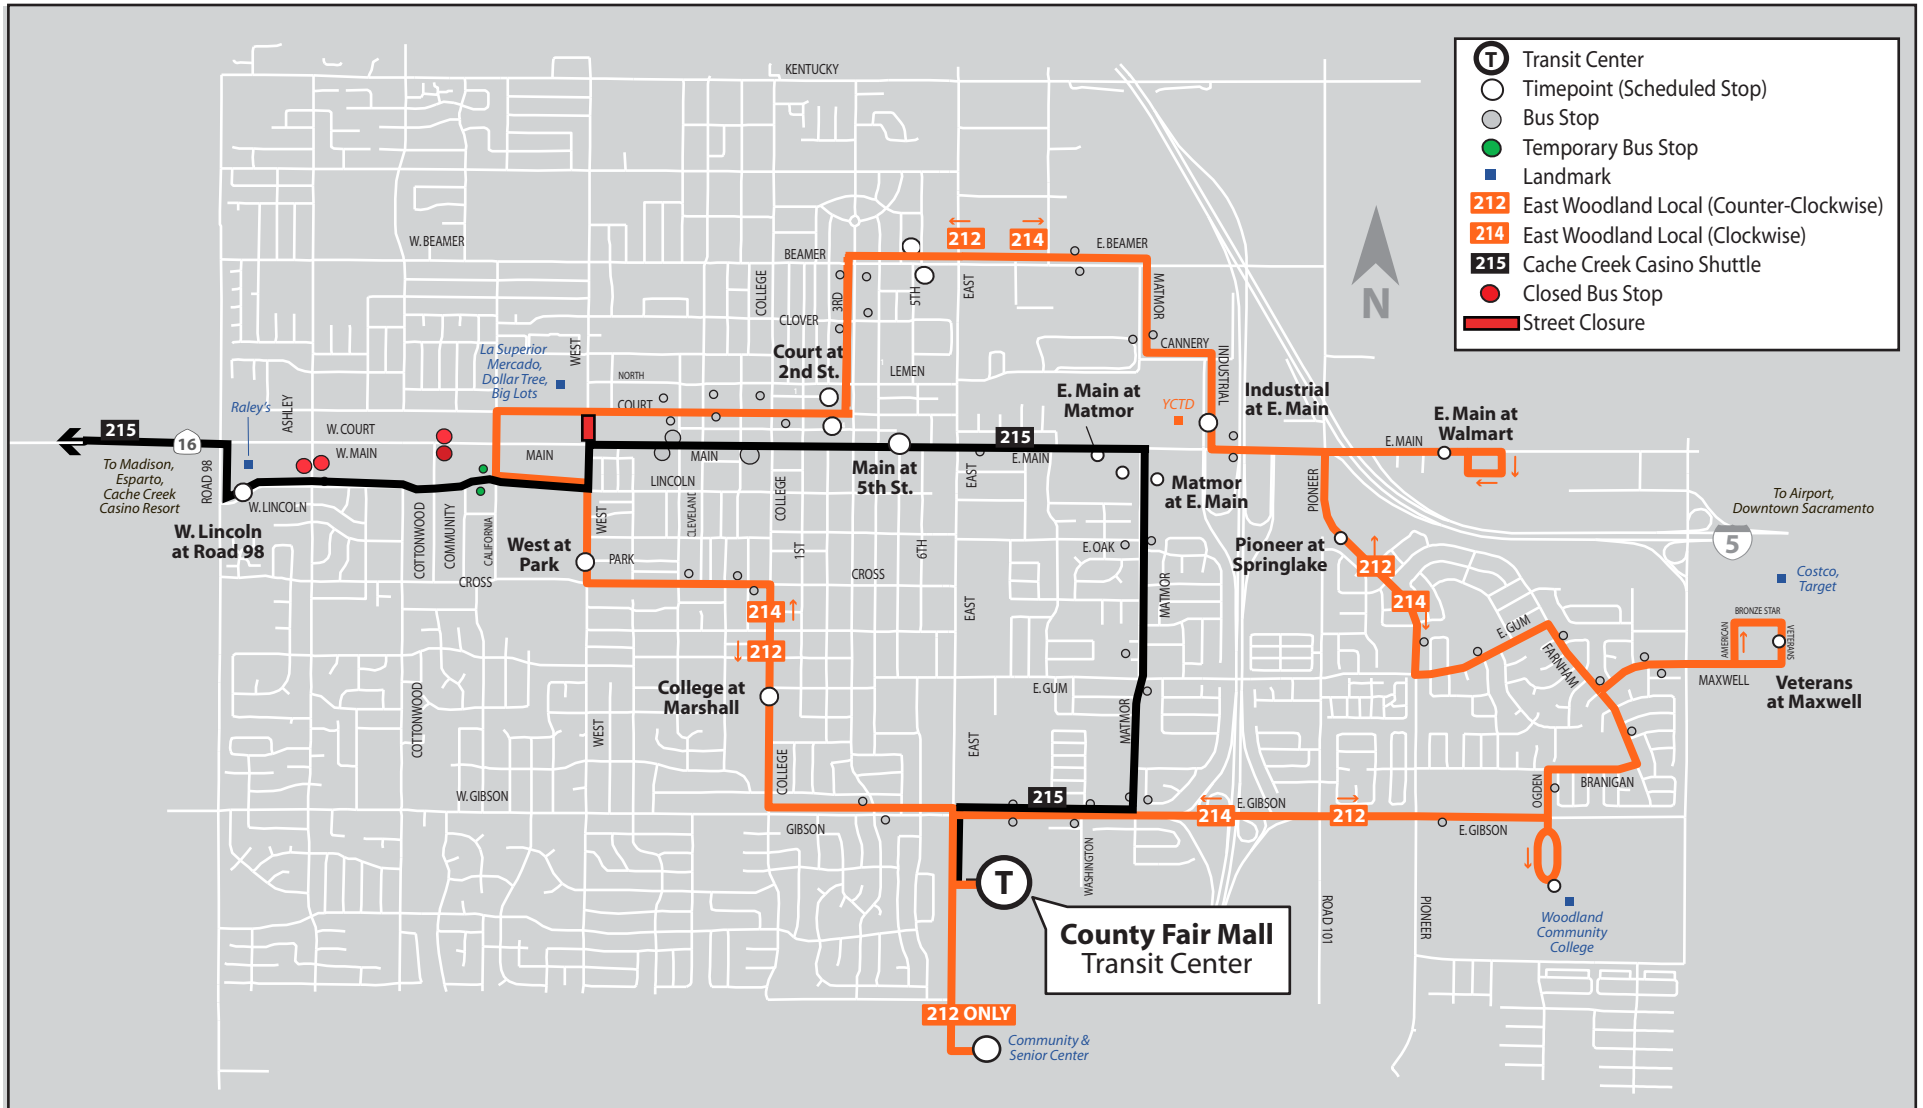 KENTUCKY
T Transit Center
Timepoint (Scheduled Stop)
Bus Stop
Temporary Bus Stop
Landmark
212 East Woodland Local (Counter-Clockwise)
214 East Woodland Local (Clockwise)
215 Cache Creek Casino Shuttle
Closed Bus Stop
Street Closure
N
W. BEAMER
BEAMER
212
214
E. BEAMER
COLLEGE
3RD
5TH
EAST
MATMOR
CLOVER
CANNERY
INDUSTRIAL
La Superior
Mercado,
Dollar Tree,
Big Lots
WEST
Court at
2nd St.
LEMEN
NORTH
COURT
E. Main at
Matmor
YCTD
Industrial
at E. Main
E. Main at
Walmart
Raley's
ASHLEY
W. COURT
W. MAIN
MAIN
MAIN
215
16
215
E. MAIN
E. MAIN
To Madison,
Esparto,
Cache Creek
Casino Resort
ROAD 98
W. LINCOLN
W. Lincoln
at Road 98
LINCOLN
Main at
5th St.
EAST
Matmor
at E. Main
PIONEER
To Airport,
Downtown Sacramento
5
COTTONWOOD
COMMUNITY
CALIFORNIA
CROSS
WEST
CLEVELAND
COLLEGE
1ST
6TH
West at
Park
PARK
CROSS
E. OAK
MATMOR
Pioneer at
Springlake
212
214
Costco,
Target
BRONZE STAR
AMERICAN
VETERANS
214
212
EAST
E. GUM
FARNHAM
College at
Marshall
E. GUM
MAXWELL
Veterans
at Maxwell
COTTONWOOD
WEST
COLLEGE
EAST
MATMOR
W. GIBSON
GIBSON
215
214
E. GIBSON
212
E. GIBSON
OGDEN
BRANIGAN
WASHINGTON
T
County Fair Mall
Transit Center
ROAD 101
PIONEER
Woodland
Community
College
212 ONLY
Community &
Senior Center